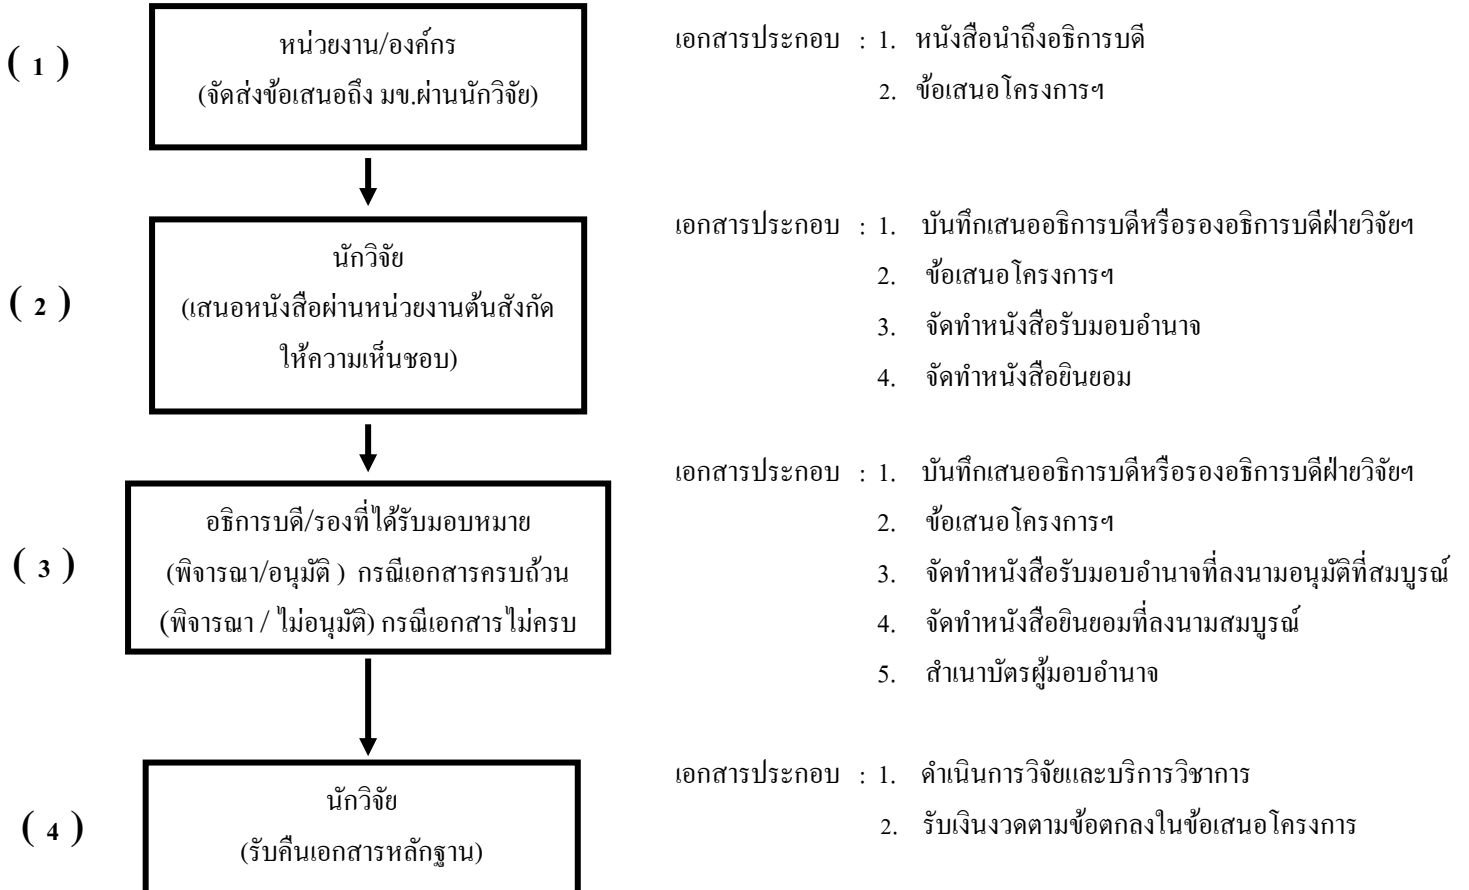 ( 1 )
หน่วยงาน/องค์กร
(จัดส่งข้อเสนอถึง มข.ผ่านนักวิจัย)
เอกสารประกอบ : 1. หนังสือนำถึงอธิการบดี
2. ข้อเสนอโครงการฯ
( 2 )
นักวิจัย
(เสนอหนังสือผ่านหน่วยงานต้นสังกัด
ให้ความเห็นชอบ)
เอกสารประกอบ : 1. บันทึกเสนออธิการบดีหรือรองอธิการบดีฝ่ายวิจัยฯ
2. ข้อเสนอโครงการฯ
3. จัดทำหนังสือรับมอบอำนาจ
4. จัดทำหนังสือยินยอม
( 3 )
อธิการบดี/รองที่ได้รับมอบหมาย
(พิจารณา/อนุมัติ ) กรณีเอกสารครบถ้วน
(พิจารณา / ไม่อนุมัติ) กรณีเอกสารไม่ครบ
เอกสารประกอบ : 1. บันทึกเสนออธิการบดีหรือรองอธิการบดีฝ่ายวิจัยฯ
2. ข้อเสนอโครงการฯ
3. จัดทำหนังสือรับมอบอำนาจที่ลงนามอนุมัติที่สมบูรณ์
4. จัดทำหนังสือยินยอมที่ลงนามสมบูรณ์
5. สำเนาบัตรผู้มอบอำนาจ
( 4 )
นักวิจัย
(รับคืนเอกสารหลักฐาน)
เอกสารประกอบ : 1. ดำเนินการวิจัยและบริการวิชาการ
2. รับเงินงวดตามข้อตกลงในข้อเสนอโครงการ